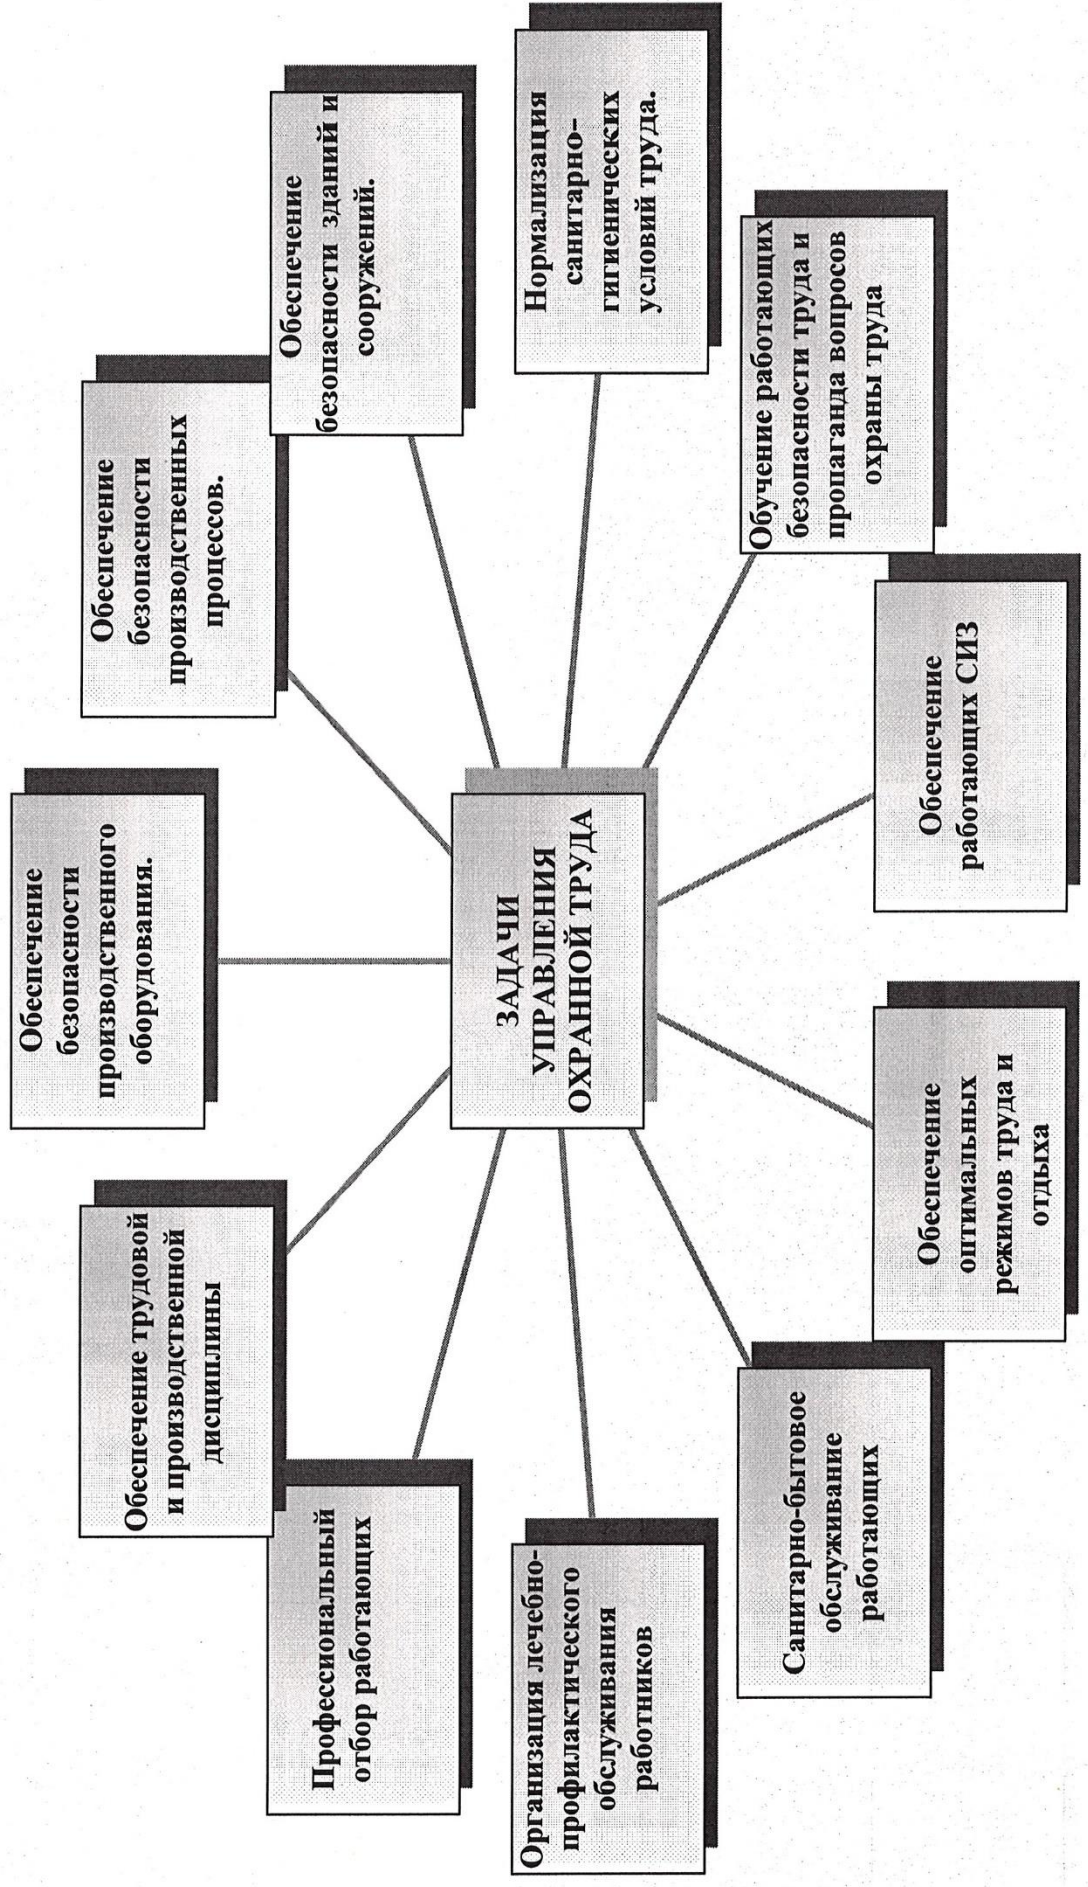 ЗАДАЧИ
УПРАВЛЕНИЯ
ОХРАННОЙ ТРУДА
Обеспечение
безопасности
производственного
оборудования.
Обеспечение
безопасности
производственных
процессов.
Обеспечение
безопасности зданий и
сооружений.
Нормализация
санитарно-
гигиенических
условий труда.
Обучение работающих
безопасности труда и
пропаганда вопросов
охраны труда
Обеспечение
работающих СИЗ
Обеспечение
оптимальных
режимов труда и
отдыха
Санитарно-бытовое
обслуживание
работающих
Организация лечебно-
профилактического
обслуживания
работников
Профессиональный
отбор работающих
Обеспечение трудовой
и производственной
дисциплины